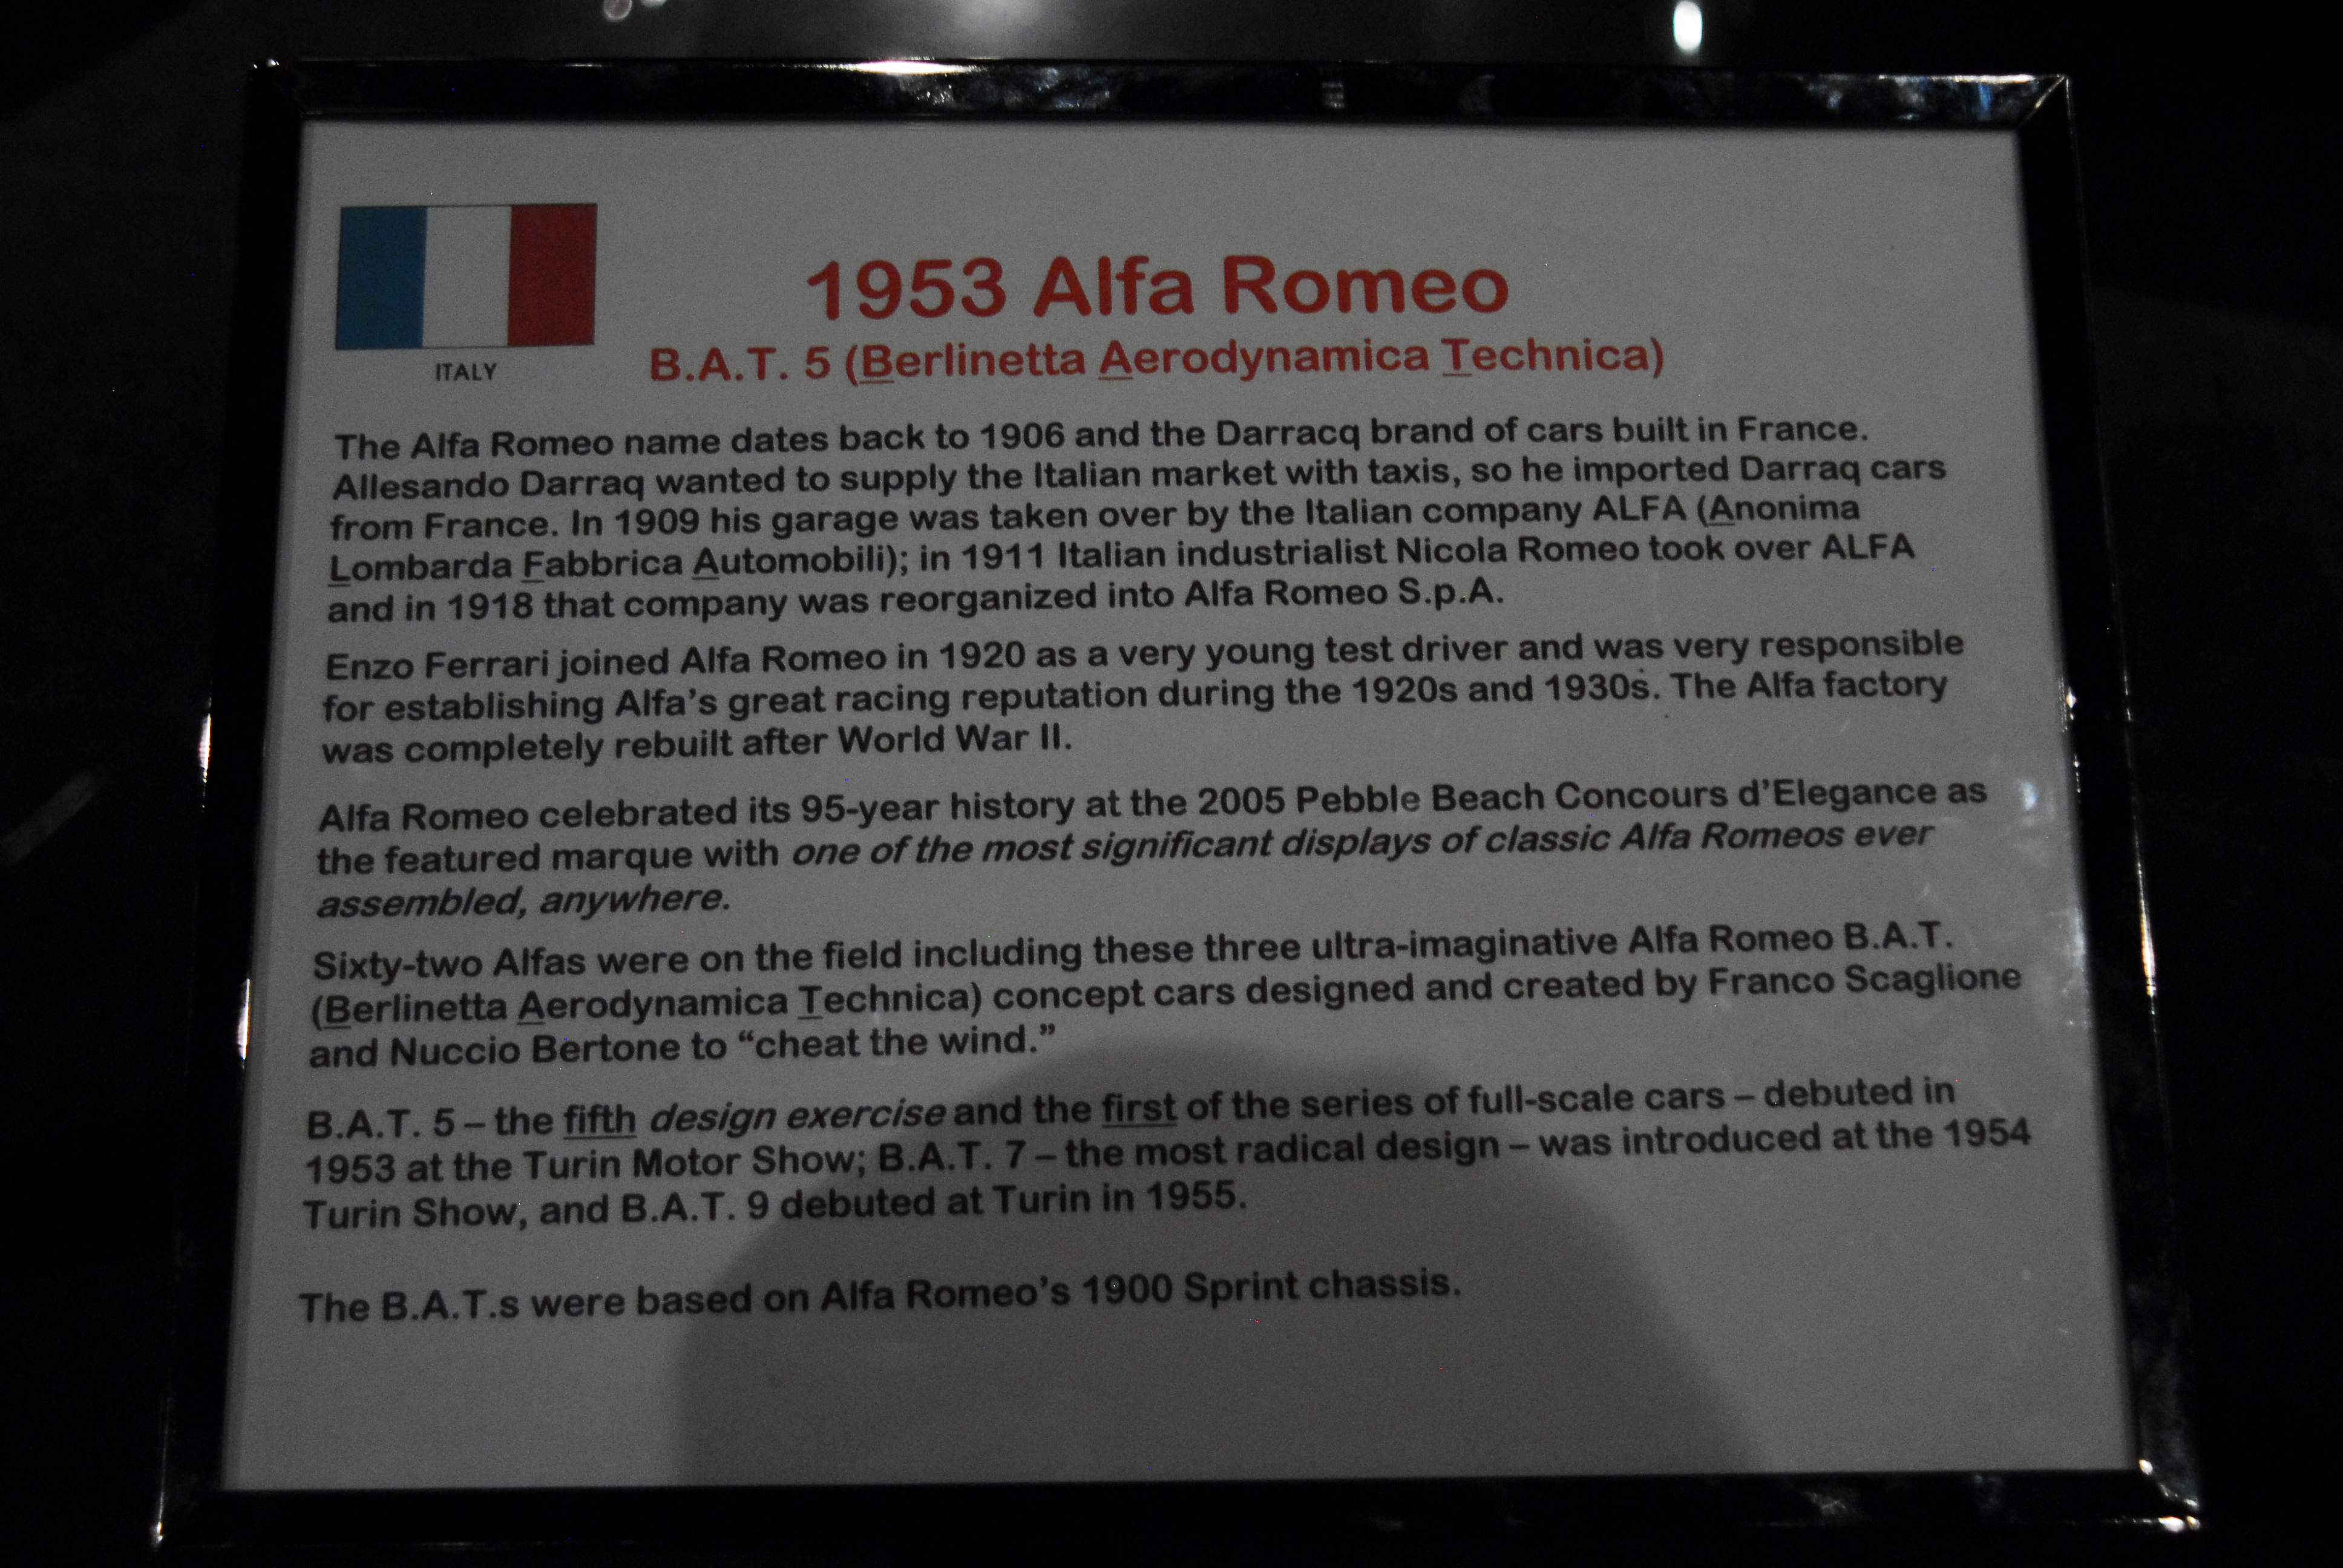 1953 Alfa Romeo
B.A.T. 5 (Berlinetta Aerodynamica Technica)
ITALY
The Alfa Romeo name dates back to 1906 and the Darracq brand of cars built in France.
Allesando Darraq wanted to supply the Italian market with taxis, so he imported Darraq cars
from France. In 1909 his garage was taken over by the Italian company ALFA (Anonima
Lombarda Fabbrica Automobili); in 1911 Italian industrialist Nicola Romeo took over ALFA
and in 1918 that company was reorganized into Alfa Romeo S.p.A.
Enzo Ferrari joined Alfa Romeo in 1920 as a very young test driver and was very responsible
for establishing Alfa’s great racing reputation during the 1920s and 1930s. The Alfa factory
was completely rebuilt after World War II.
Alfa Romeo celebrated its 95-year history at the 2005 Pebble Beach Concours d’Elegance as
the featured marque with one of the most significant displays of classic Alfa Romeos ever
assembled, anywhere.
Sixty-two Alfas were on the field including these three ultra-imaginative Alfa Romeo B.A.T.
(Berlinetta Aerodynamica Technica) concept cars designed and created by Franco Scaglione
and Nuccio Bertone to “cheat the wind.”
B.A.T. 5 – the fifth design exercise and the first of the series of full-scale cars – debuted in
1953 at the Turin Motor Show; B.A.T. 7 – the most radical design – was introduced at the 1954
Turin Show, and B.A.T. 9 debuted at Turin in 1955.
The B.A.T.s were based on Alfa Romeo’s 1900 Sprint chassis.